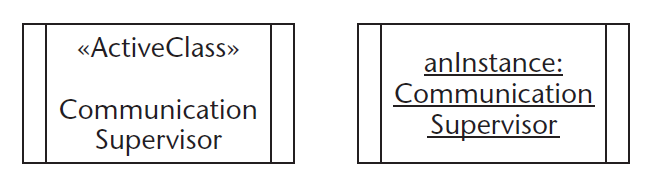 «ActiveClass»
Communication
Supervisor
anInstance:
Communication
Supervisor